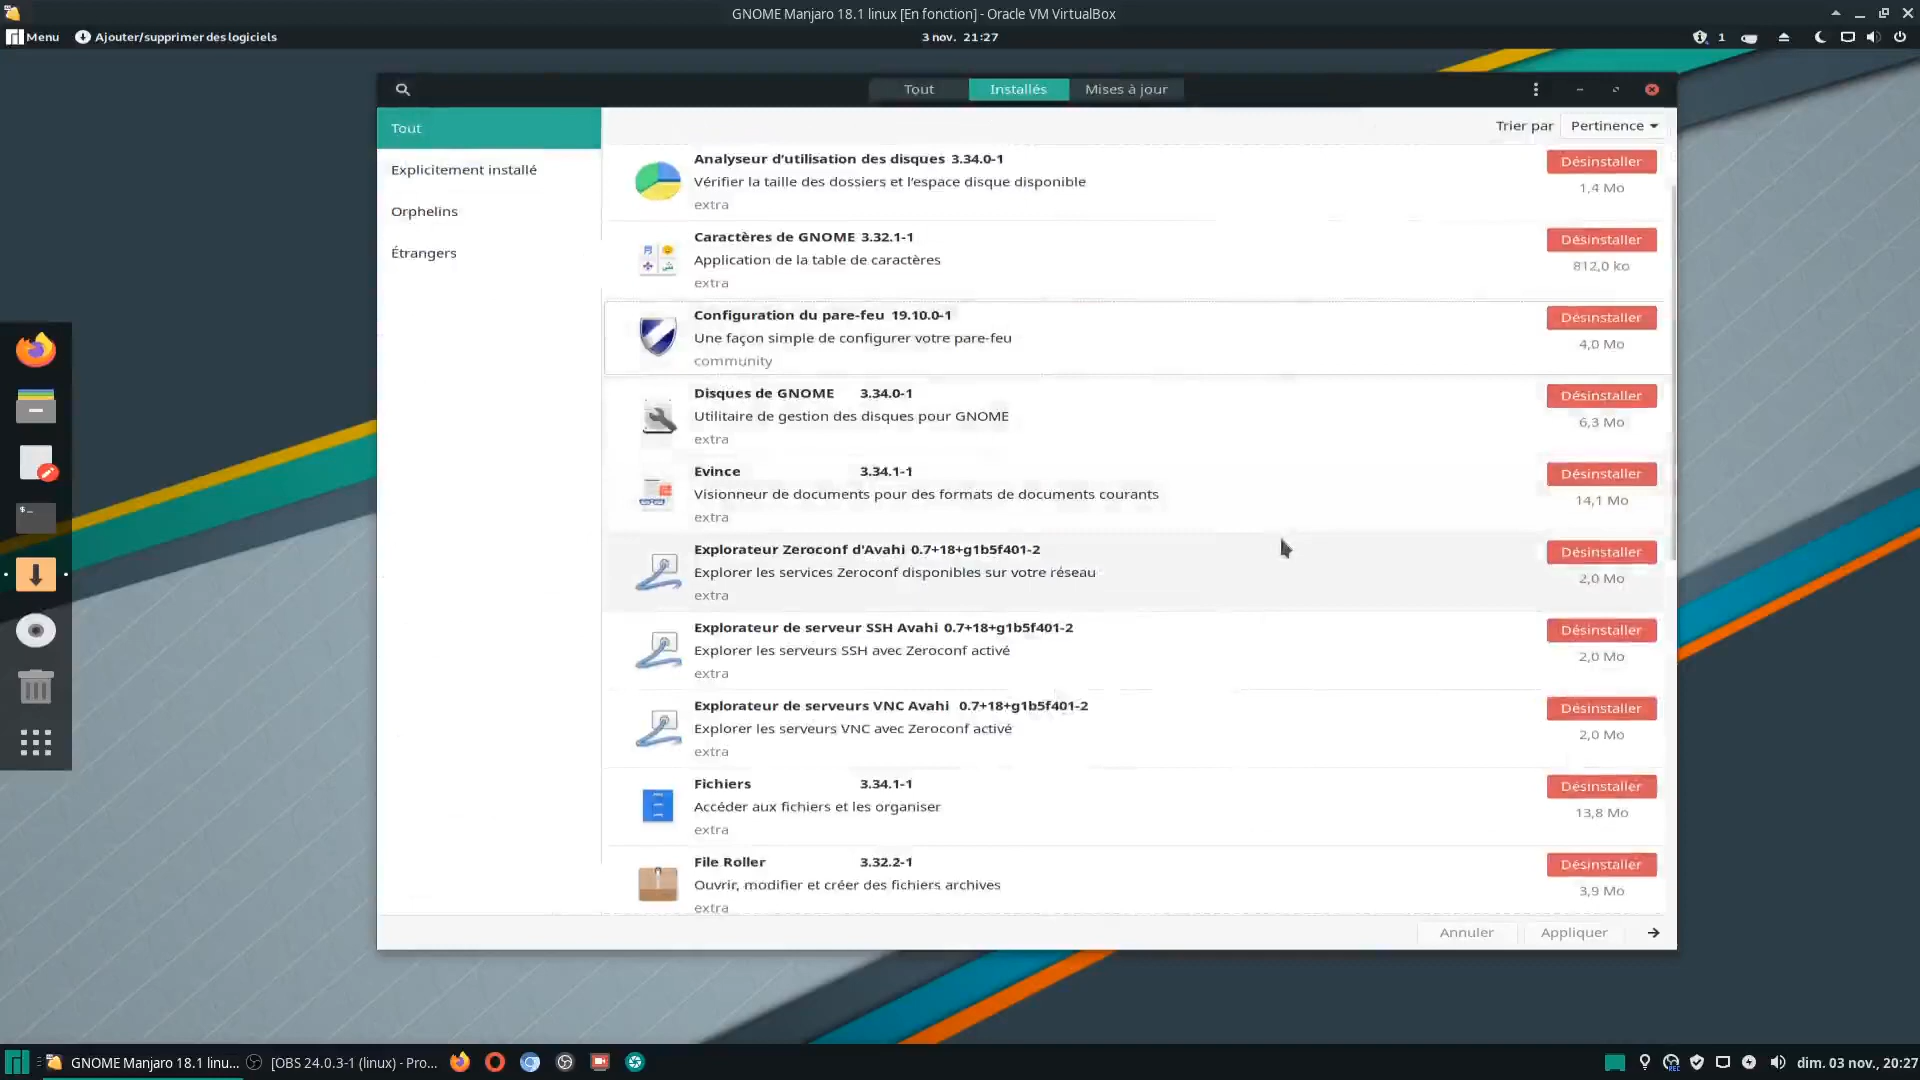 GNOME Manjaro 18.1 linux [En fonction] - Oracle VM VirtualBox
Menu Ajouter/supprimer des logiciels 3 nov. 21:27 1
Tout Installés Mises à jour
Tout
Trier par Pertinence
Explicitement installé
Orphelins
Étrangers
Analyseur d'utilisation des disques 3.34.0-1
Désinstaller
Vérifier la taille des dossiers et l'espace disque disponible
1,4 Mo
extra
Caractères de GNOME 3.32.1-1
Désinstaller
Application de la table de caractères
812,0 ko
extra
Configuration du pare-feu 19.10.0-1
Désinstaller
Une façon simple de configurer votre pare-feu
4,0 Mo
community
Disques de GNOME 3.34.0-1
Désinstaller
Utilitaire de gestion des disques pour GNOME
6,3 Mo
extra
Evince 3.34.1-1
Désinstaller
Visionneur de documents pour des formats de documents courants
14,1 Mo
extra
Explorateur Zeroconf d'Avahi 0.7+18+g1b5f401-2
Désinstaller
Explorer les services Zeroconf disponibles sur votre réseau
2,0 Mo
extra
Explorateur de serveur SSH Avahi 0.7+18+g1b5f401-2
Désinstaller
Explorer les serveurs SSH avec Zeroconf activé
2,0 Mo
extra
Explorateur de serveurs VNC Avahi 0.7+18+g1b5f401-2
Désinstaller
Explorer les serveurs VNC avec Zeroconf activé
2,0 Mo
extra
Fichiers 3.34.1-1
Désinstaller
Accéder aux fichiers et les organiser
13,8 Mo
extra
File Roller 3.32.2-1
Désinstaller
Ouvrir, modifier et créer des fichiers archives
3,9 Mo
extra
Annuler Appliquer
GNOME Manjaro 18.1 linu... [OBS 24.0.3-1 (linux) - Pro... dim. 03 nov., 20:27